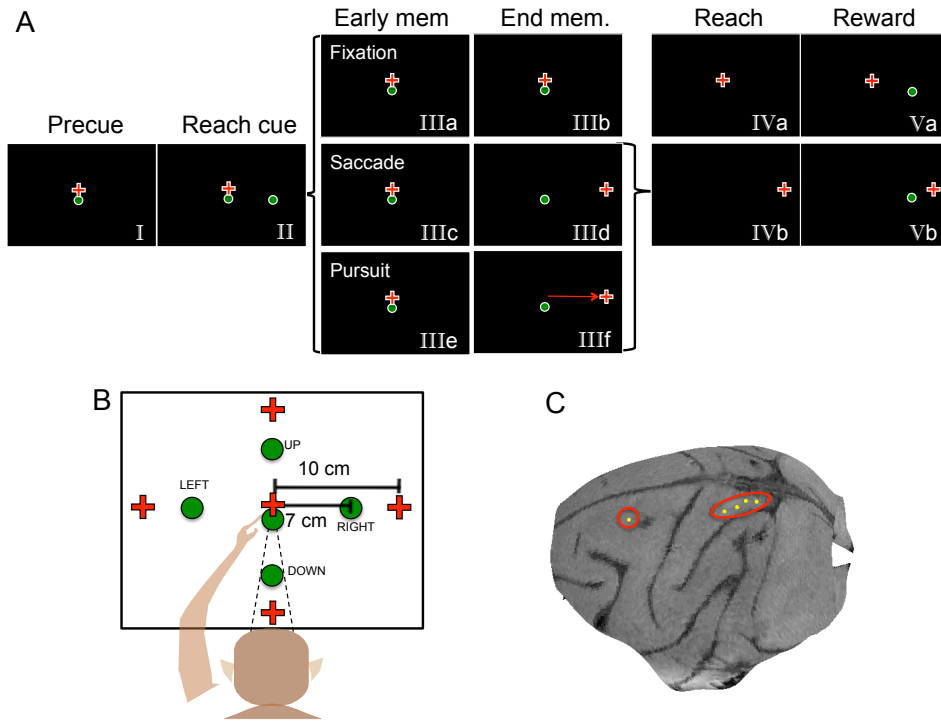 A
Early mem
End mem.
Reach
Reward
Precue
Reach cue
Fixation
IIIa
IIIb
IVa
Va
I
II
Saccade
IIIc
IIId
IVb
Vb
Pursuit
IIIe
IIIf
B
UP
10 cm
LEFT
7 cm
RIGHT
DOWN
C